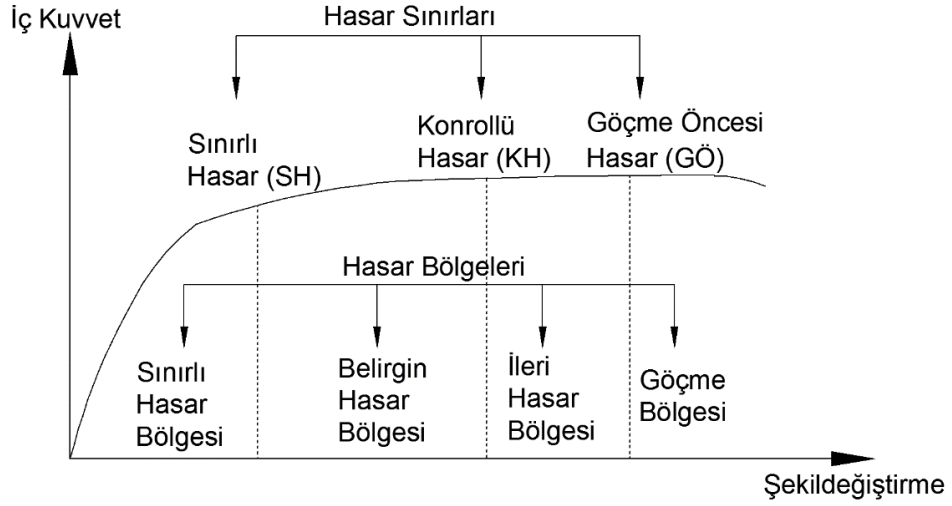 İç Kuvvet
Hasar Sınırları
Sınırlı
Hasar (SH)
Konrollü
Hasar (KH)
Göçme Öncesi
Hasar (GÖ)
Hasar Bölgeleri
Sınırlı
Hasar
Bölgesi
Belirgin
Hasar
Bölgesi
İleri
Hasar
Bölgesi
Göçme
Bölgesi
Şekildeğiştirme